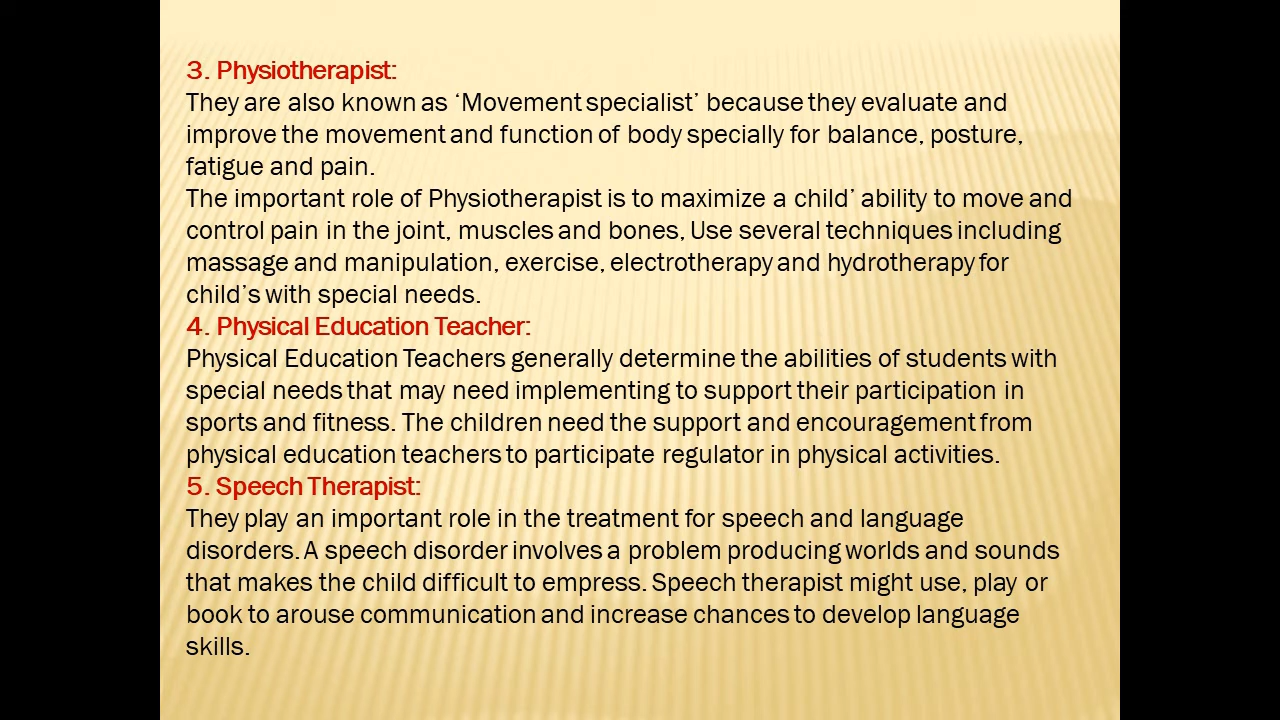 3. Physiotherapist:
They are also known as ‘Movement specialist’ because they evaluate and
improve the movement and function of body specially for balance, posture,
fatigue and pain.
The important role of Physiotherapist is to maximize a child’ ability to move and
control pain in the joint, muscles and bones, Use several techniques including
massage and manipulation, exercise, electrotherapy and hydrotherapy for
child’s with special needs.
4. Physical Education Teacher:
Physical Education Teachers generally determine the abilities of students with
special needs that may need implementing to support their participation in
sports and fitness. The children need the support and encouragement from
physical education teachers to participate regulator in physical activities.
5. Speech Therapist:
They play an important role in the treatment for speech and language
disorders. A speech disorder involves a problem producing worlds and sounds
that makes the child difficult to empress. Speech therapist might use, play or
book to arouse communication and increase chances to develop language
skills.